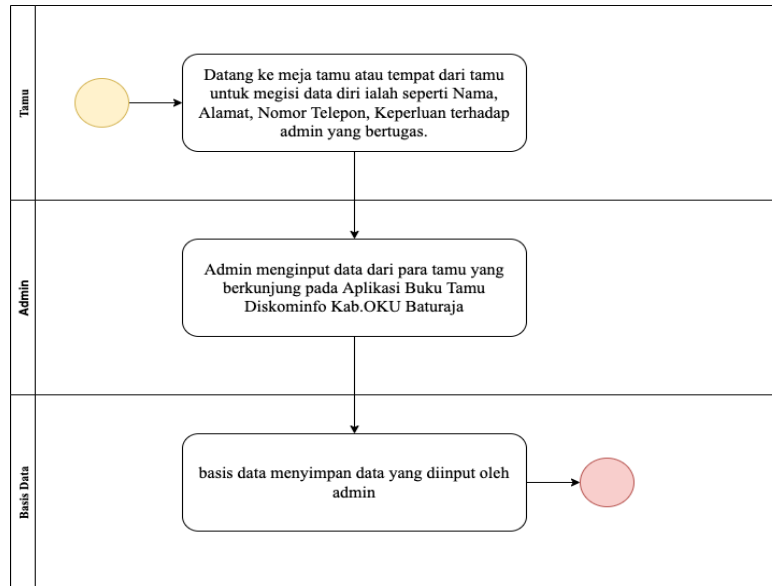 Tamu
Datang ke meja tamu atau tempat dari tamu
untuk megisi data diri ialah seperti Nama,
Alamat, Nomor Telepon, Keperluan terhadap
admin yang bertugas.
Admin
Admin menginput data dari para tamu yang
berkunjung pada Aplikasi Buku Tamu
Diskominfo Kab.OKU Baturaja
Basis Data
basis data menyimpan data yang diinput oleh
admin